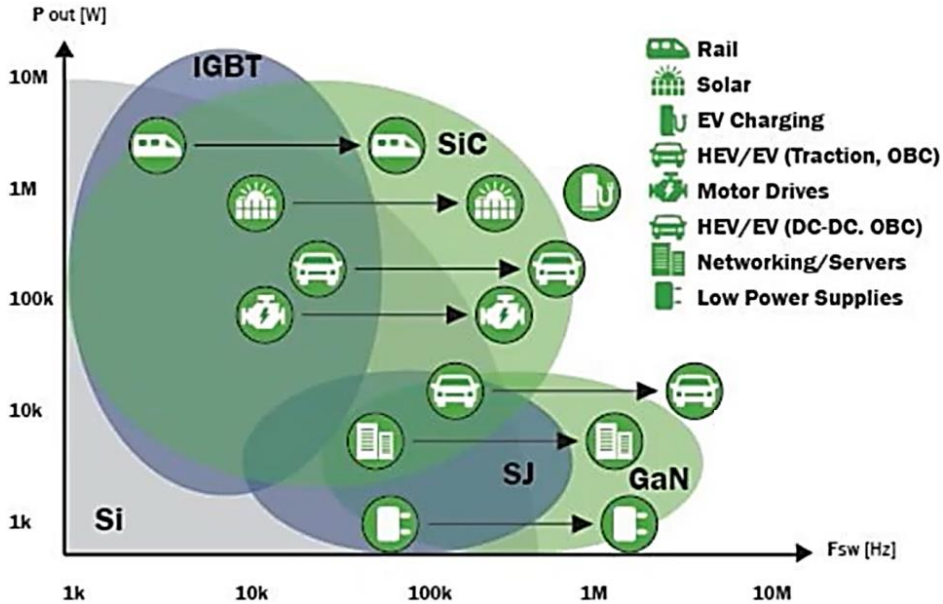 P out [W]
10M
1M
100k
10k
1k
IGBT
SiC
SJ
GaN
Si
Rail
Solar
EV Charging
HEV/EV (Traction, OBC)
Motor Drives
HEV/EV (DC-DC. OBC)
Networking/Servers
Low Power Supplies
Fsw [Hz]
1k
10k
100k
1M
10M